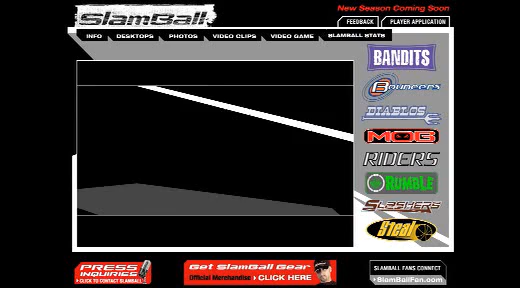 SlamBall
New Season Coming Soon
FEEDBACK
PLAYER APPLICATION
INFO
DESKTOPS
PHOTOS
VIDEO CLIPS
VIDEO GAME
SLAMBALL STATS
BANDITS
Bouncers
DIABLOS
MOB
RIDERS
RUMBLE
SLASHERS
Steal
PRESS
INQUIRIES
CLICK TO CONTACT SLAMBALL
Get SlamBall Gear
Official Merchandise CLICK HERE
SLAMBALL FANS CONNECT
SlamBallFan.com